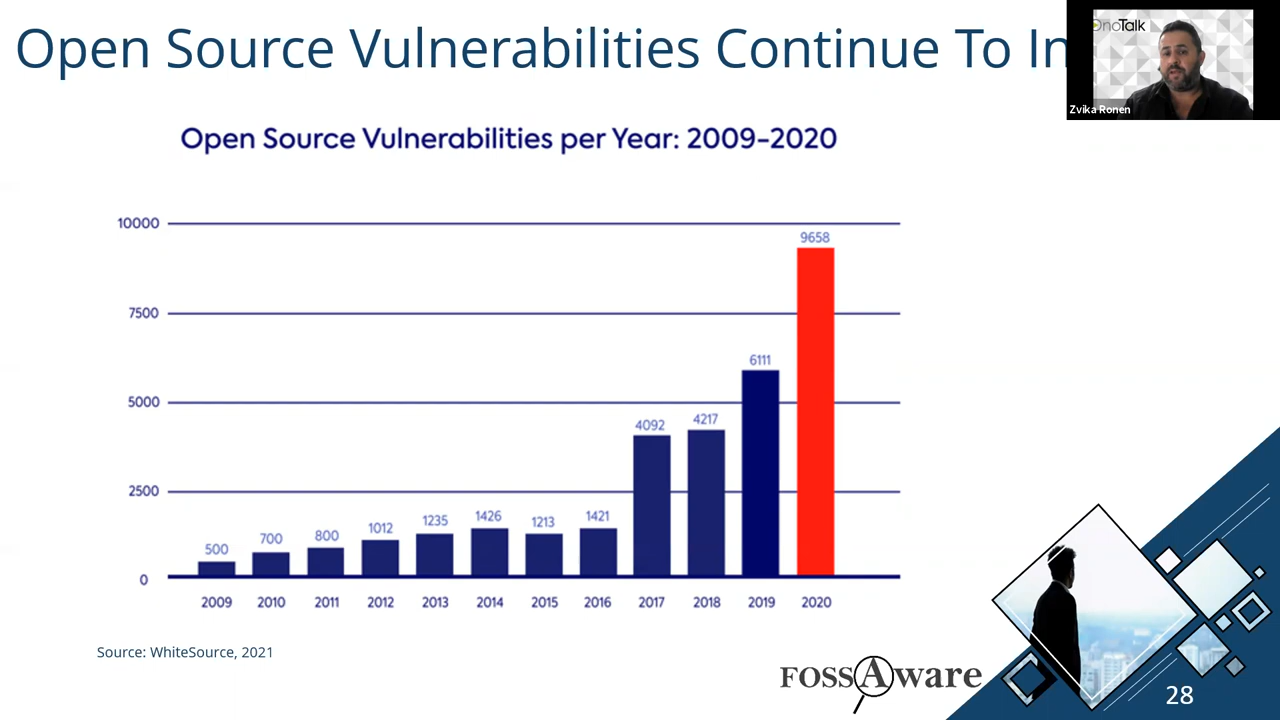 Open Source Vulnerabilities Continue To In
OnoTalk
Zvika Ronen
Open Source Vulnerabilities per Year: 2009-2020
10000
7500
5000
2500
0
500
700
800
1012
1235
1426
1213
1421
4092
4217
6111
9658
2009 2010 2011 2012 2013 2014 2015 2016 2017 2018 2019 2020
Source: WhiteSource, 2021
FOSSAware
28